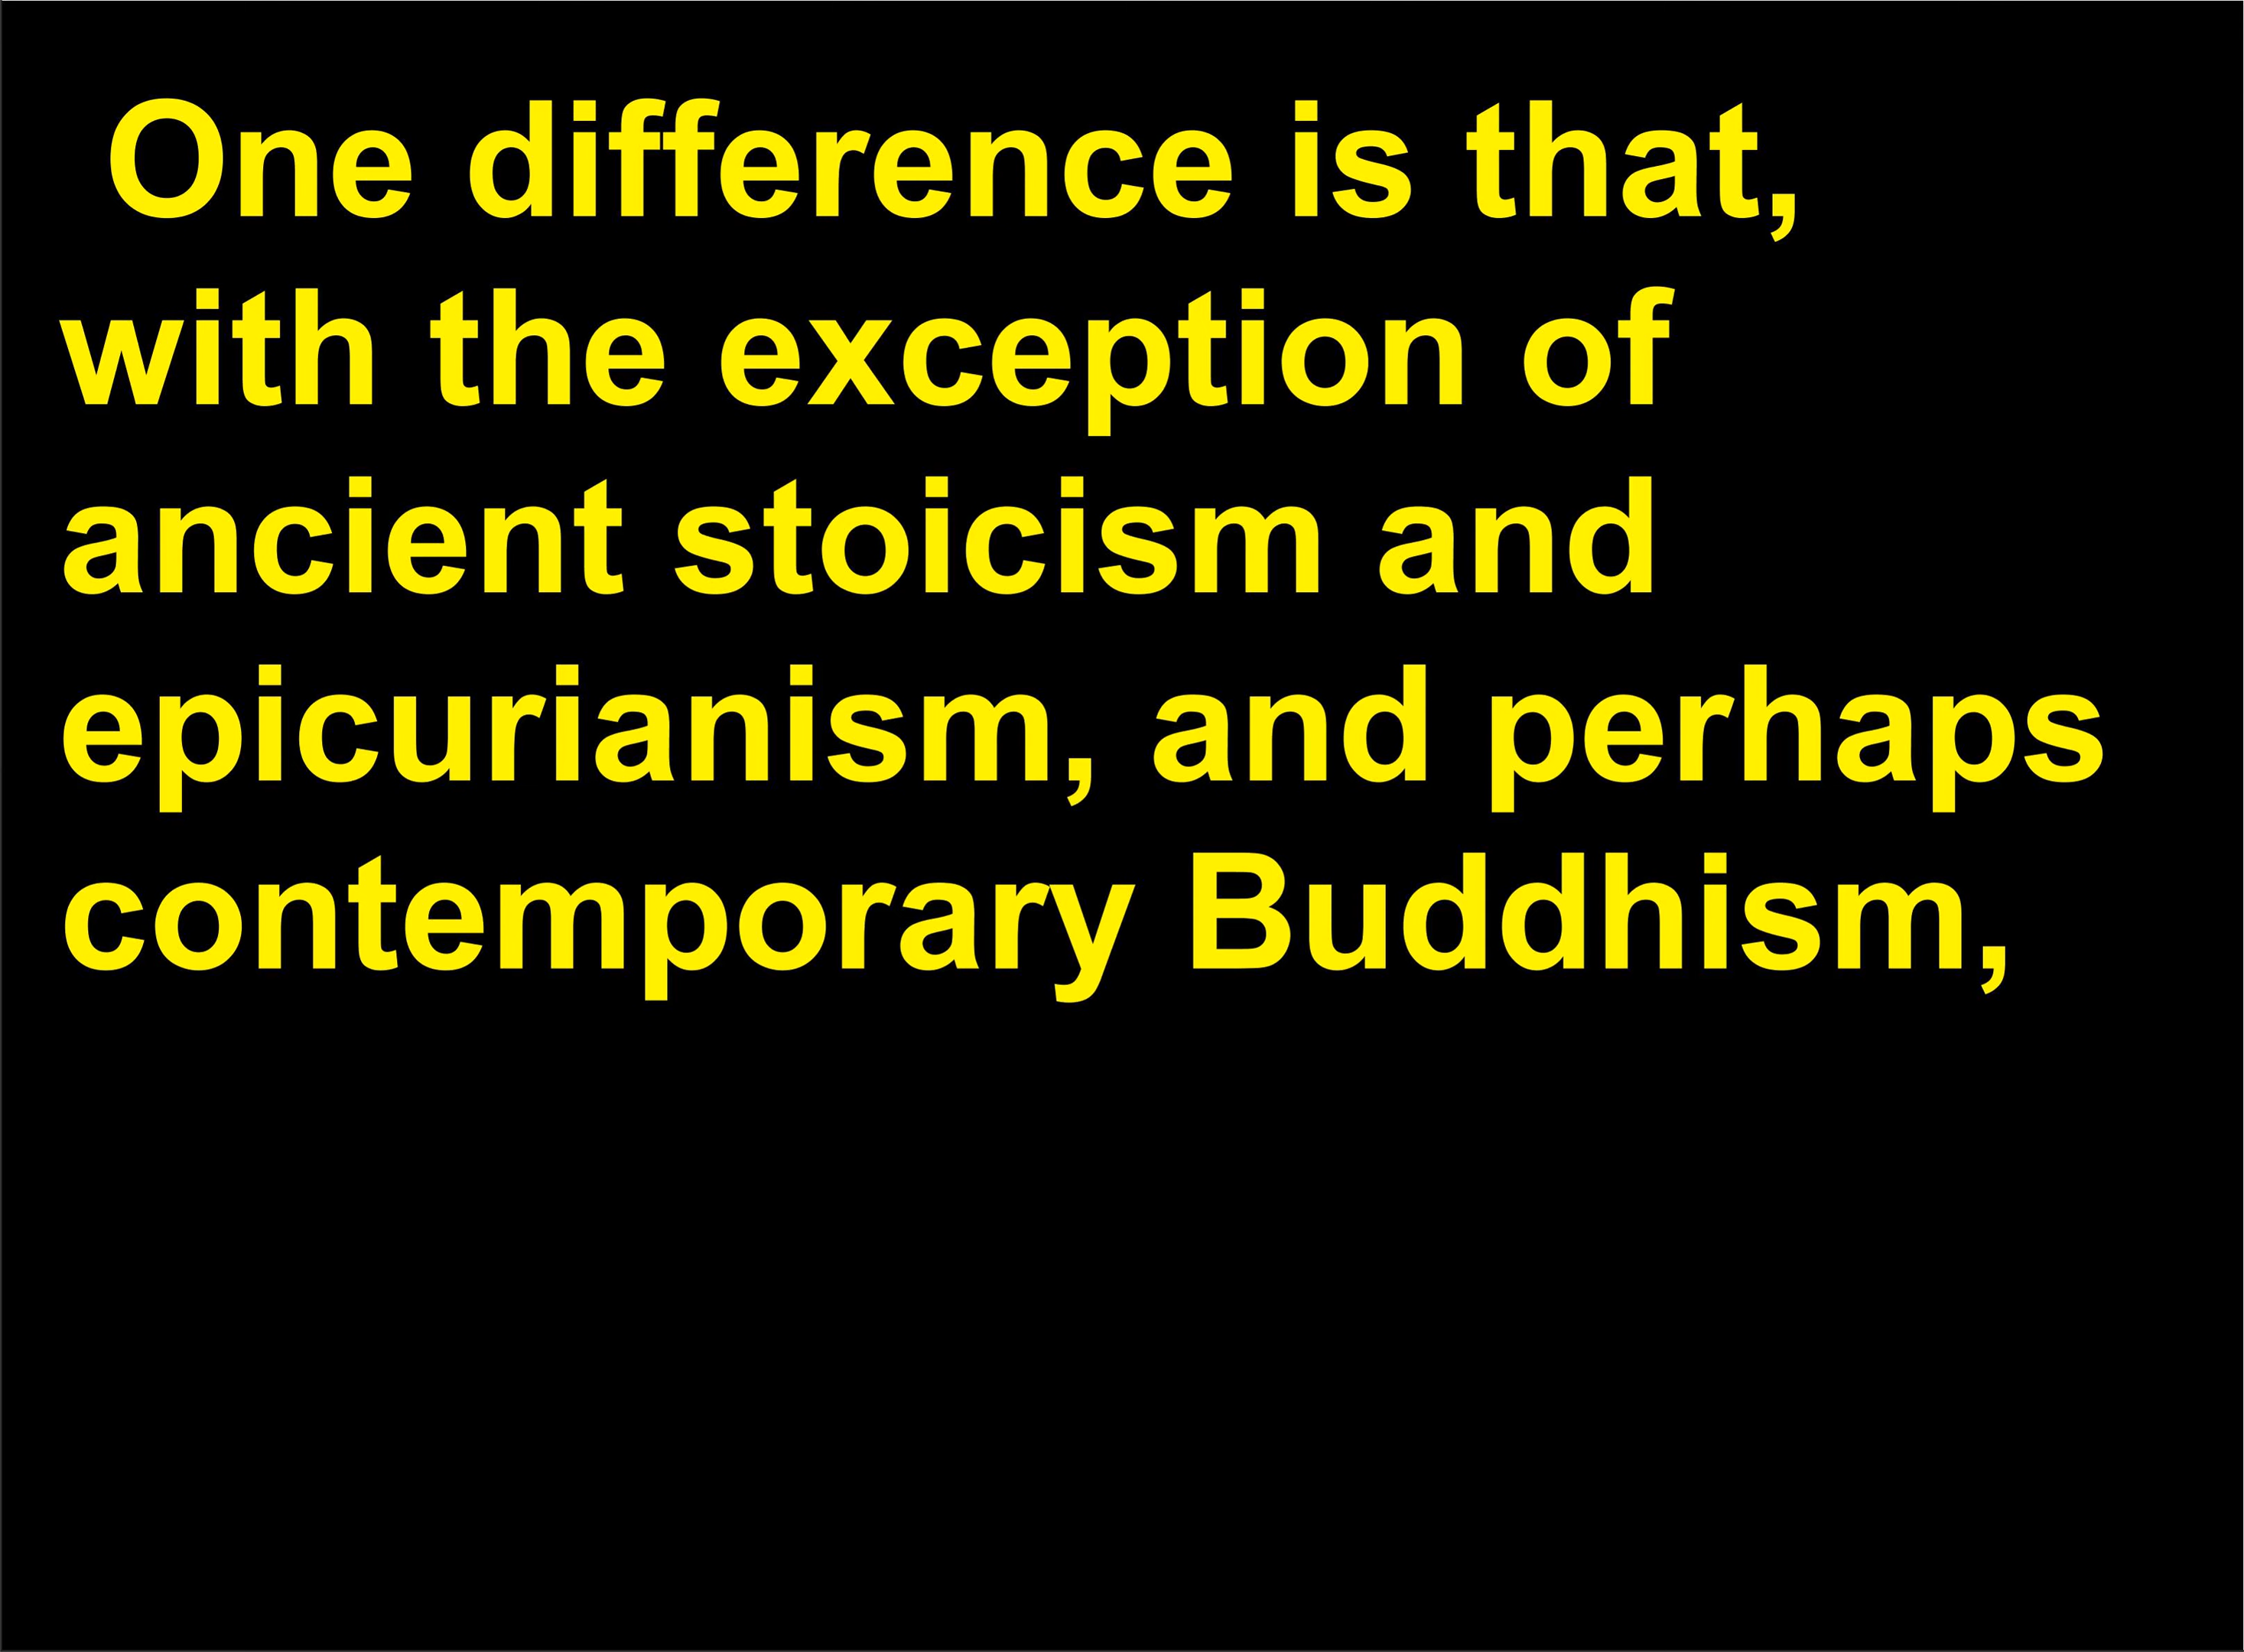 One difference is that,
with the exception of
ancient stoicism and
epicurianism, and perhaps
contemporary Buddhism,